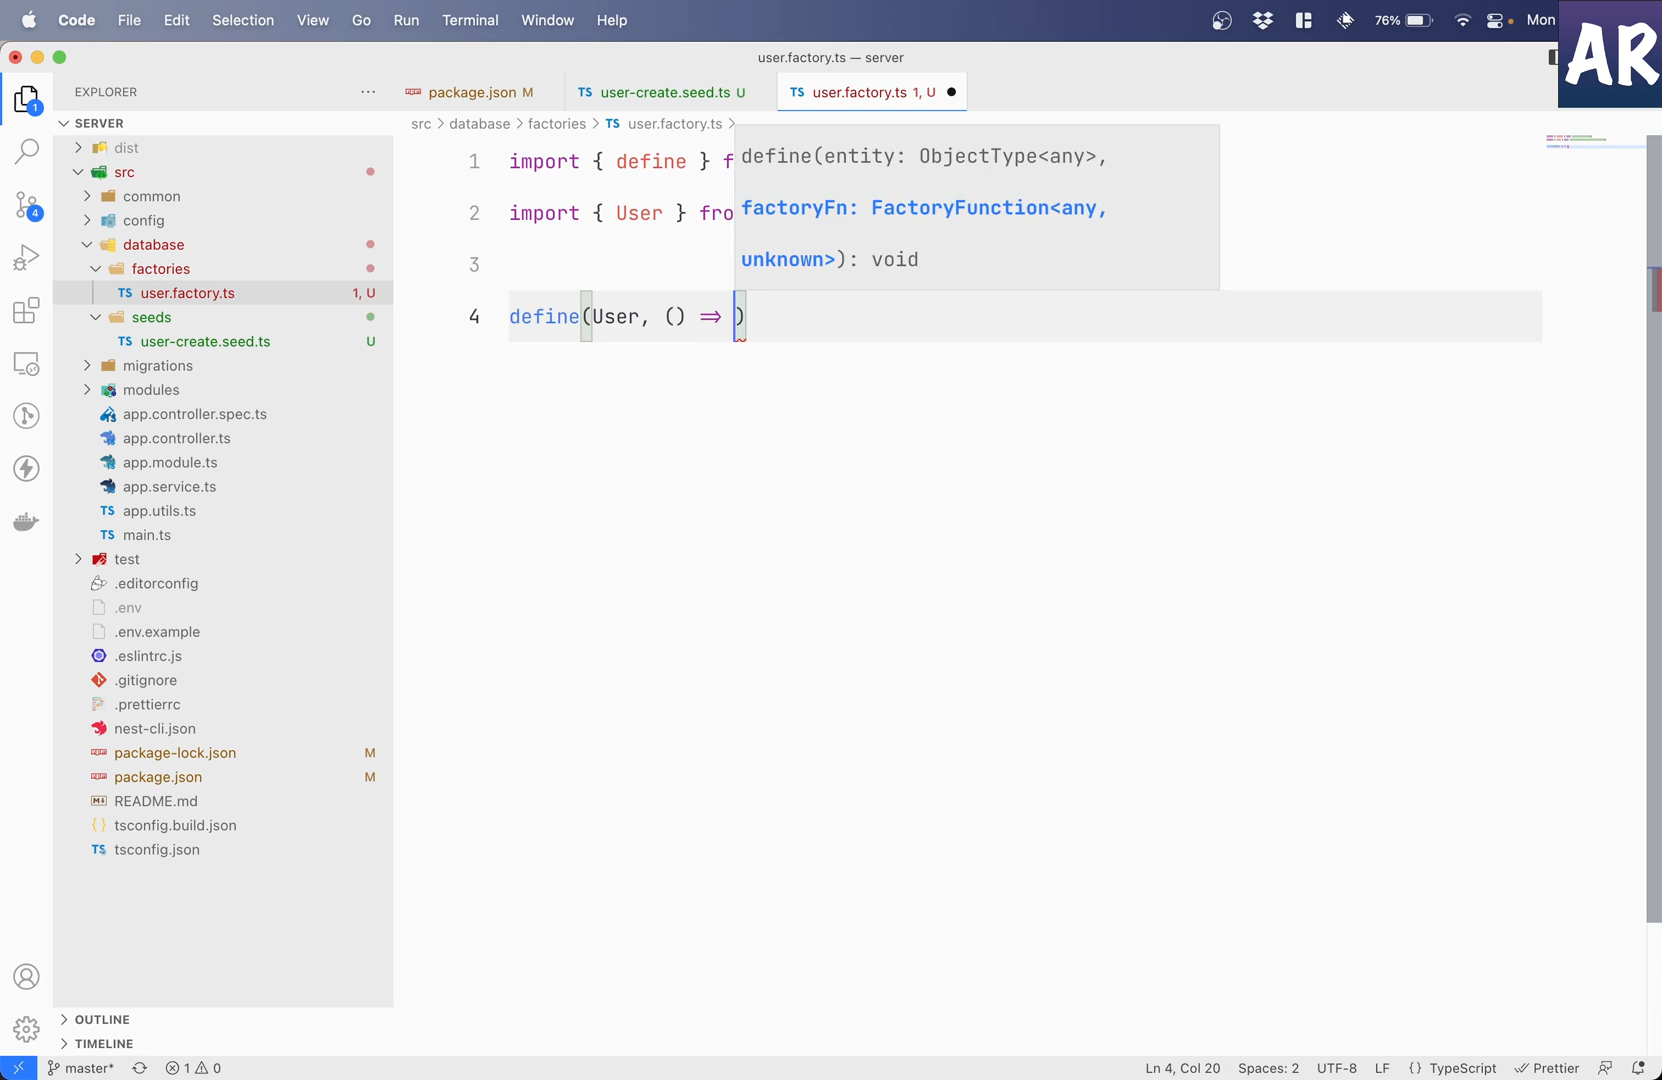 Code File Edit Selection View Go Run Terminal Window Help 76% Mon
AR
user.factory.ts — server
EXPLORER
package.json M
TS user-create.seed.ts U
TS user.factory.ts 1, U
SERVER
src > database > factories > TS user.factory.ts >
dist
src
common
config
database
factories
TS user.factory.ts 1, U
seeds
TS user-create.seed.ts U
migrations
modules
app.controller.spec.ts
app.controller.ts
app.module.ts
app.service.ts
TS app.utils.ts
TS main.ts
test
.editorconfig
.env
.env.example
.eslintrc.js
.gitignore
.prettierrc
nest-cli.json
package-lock.json M
package.json M
README.md
tsconfig.build.json
TS tsconfig.json
OUTLINE
TIMELINE
1 import { define } f
2 import { User } fro
3
4 define(User, () => )
define(entity: ObjectType<any>,
factoryFn: FactoryFunction<any,
unknown>): void
1
4
master* 1 0 Ln 4, Col 20 Spaces: 2 UTF-8 LF {} TypeScript Prettier